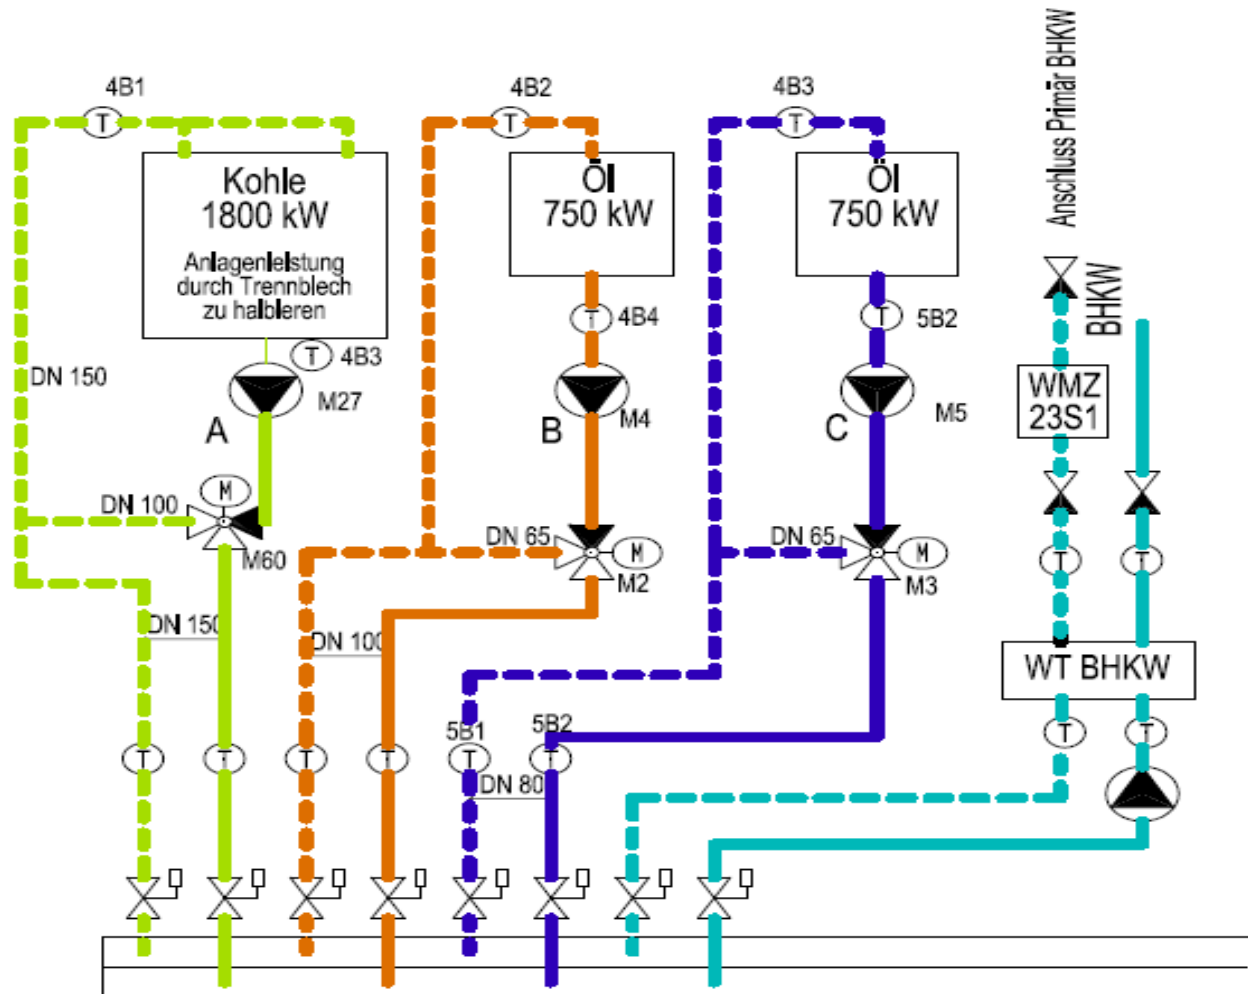 4B1
4B2
4B3
Anschluss Primär BHKW
T
T
T
Kohle
1800 kW
Anlagenleistung
durch Trennblech
zu halbieren
Öl
750 kW
Öl
750 kW
BHKW
T
4B4
T
5B2
T
4B3
DN 150
M27
M4
M5
WMZ
23S1
A
B
C
M
DN 100
DN 65
M
DN 65
M
M60
M2
M3
T
T
DN 150
DN 100
WT BHKW
5B1
5B2
T
T
T
T
T
T
T
T
DN 80